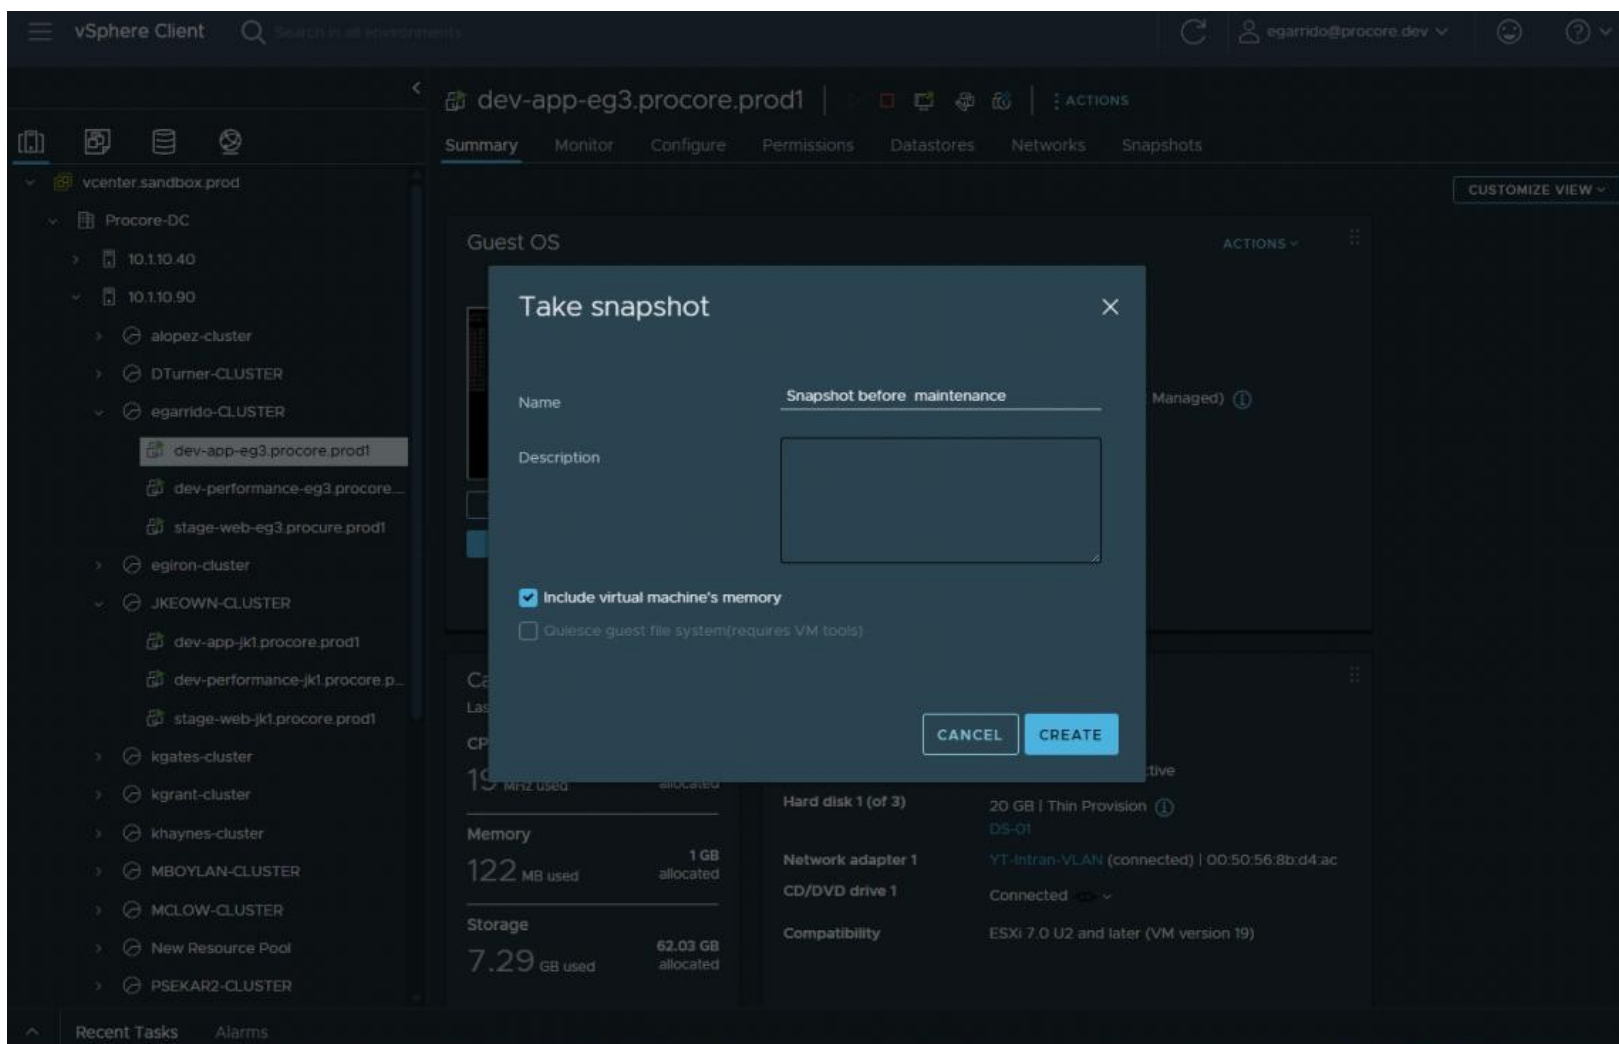 vSphere Client
Search in all environments
egarrido@procore.dev
dev-app-eg3.procore.prod1
ACTIONS
Summary Monitor Configure Permissions Datastores Networks Snapshots
CUSTOMIZE VIEW
vcenter.sandbox.prod
Procore-DC
10.1.10.40
10.1.10.90
alopez-cluster
DTurner-CLUSTER
egarrido-CLUSTER
dev-app-eg3.procore.prod1
dev-performance-eg3.procore....
stage-web-eg3.procure.prod1
egiron-cluster
JKEOWN-CLUSTER
dev-app-jk1.procore.prod1
dev-performance-jk1.procore.p...
stage-web-jk1.procore.prod1
kgates-cluster
kgrant-cluster
khaynes-cluster
MBOYLAN-CLUSTER
MCLOW-CLUSTER
New Resource Pool
PSEKAR2-CLUSTER
Guest OS
ACTIONS
Managed)
Take snapshot
Name
Snapshot before maintenance
Description
Include virtual machine's memory
Quiesce guest file system(requires VM tools)
CANCEL
CREATE
Ca
Las
CP
19 MHz used
allocated
Memory
122 MB used
1 GB
allocated
Storage
7.29 GB used
62.03 GB
allocated
tive
Hard disk 1 (of 3)
20 GB | Thin Provision
DS-01
Network adapter 1
YT-Intran-VLAN (connected) | 00:50:56:8b:d4:ac
CD/DVD drive 1
Connected
Compatibility
ESXi 7.0 U2 and later (VM version 19)
Recent Tasks Alarms